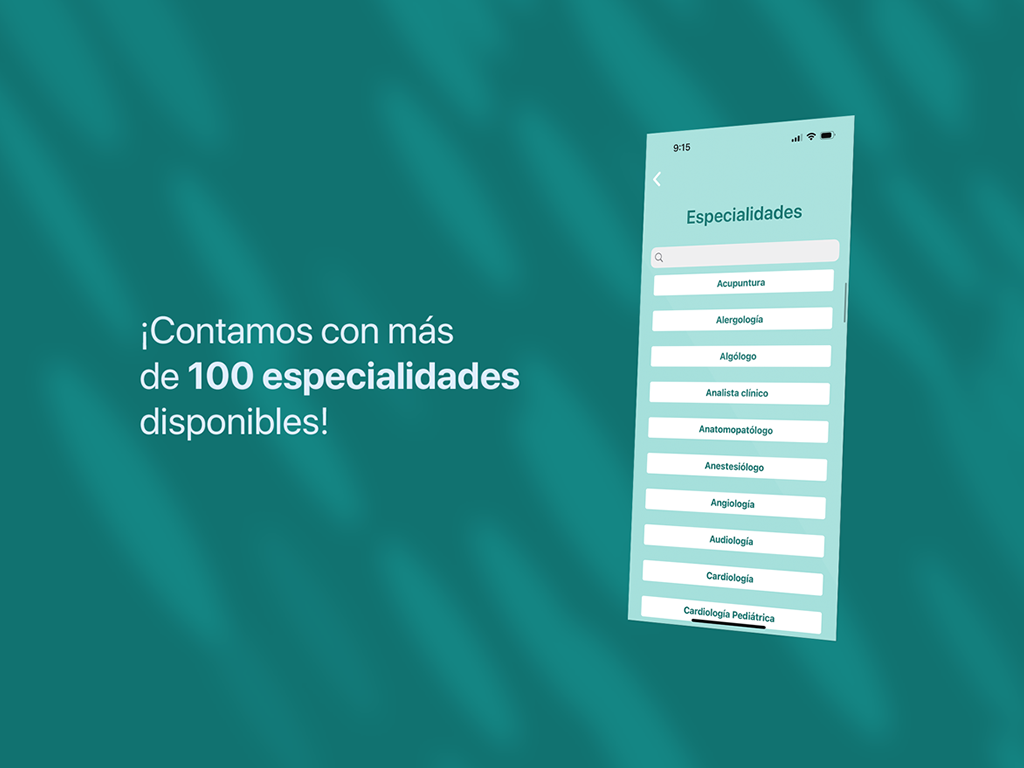 ¡Contamos con más
de 100 especialidades
disponibles!
9:15
Especialidades
Acupuntura
Alergología
Algólogo
Analista clínico
Anatomopatólogo
Anestesiólogo
Angiología
Audiología
Cardiología
Cardiología Pediátrica